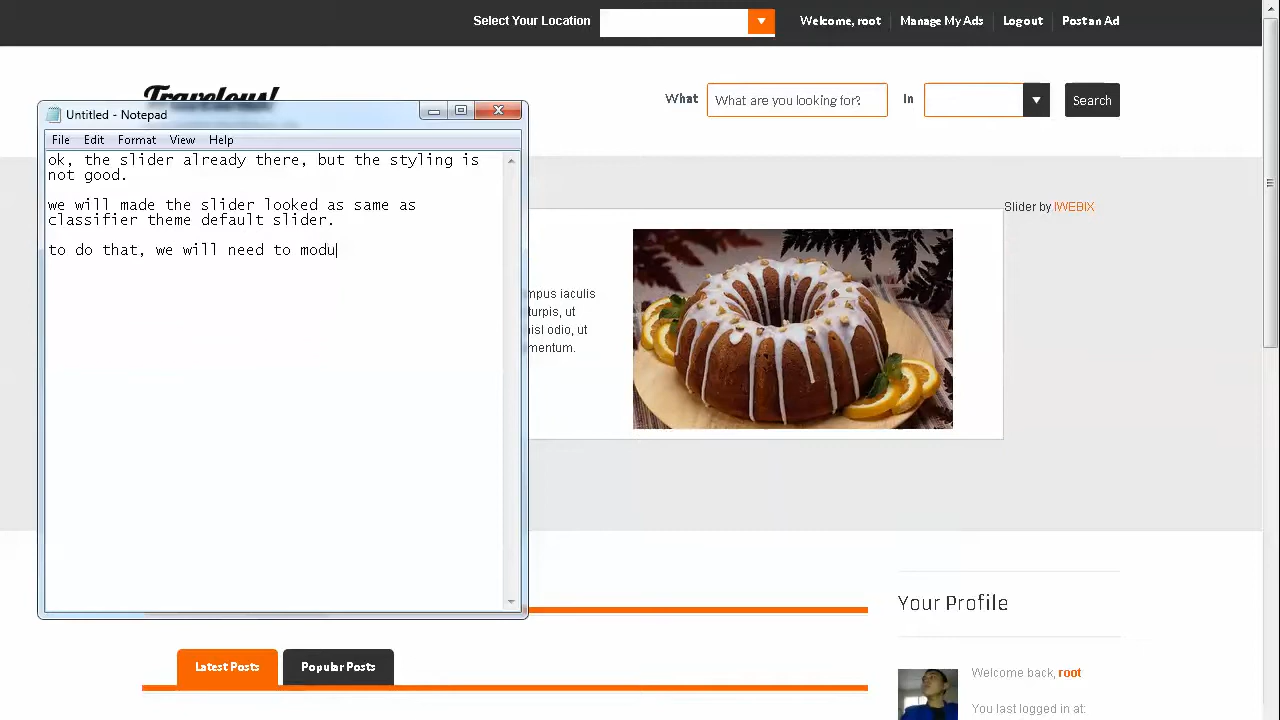 Select Your Location
Welcome, root
Manage My Ads
Logout
Post an Ad
Travelous!
What
What are you looking for?
In
Search
Untitled - Notepad
File Edit Format View Help
ok, the slider already there, but the styling is
not good.
we will made the slider looked as same as
classifier theme default slider.
to do that, we will need to modu
Slider by IWEBIX
iaculis
turpis, ut
nisl odio, ut
Your Profile
Latest Posts
Popular Posts
Welcome back, root
You last logged in at: